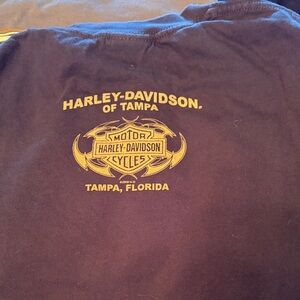 HARLEY-DAVIDSON.
OF TAMPA
MOTOR
HARLEY-DAVIDSON
CYCLES
TAMPA, FLORIDA